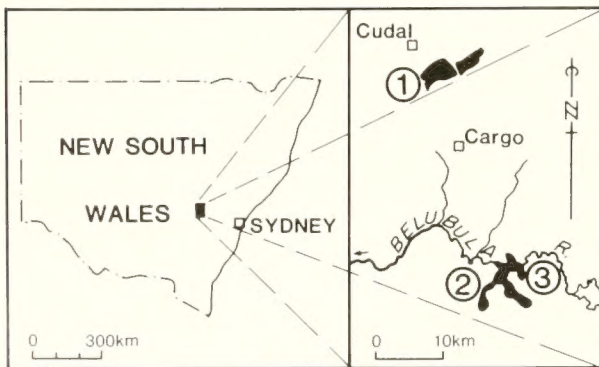 NEW SOUTH
WALES
SYDNEY
0 300km
Cudal
1
Cargo
BELUBULA R.
2
3
0 10km